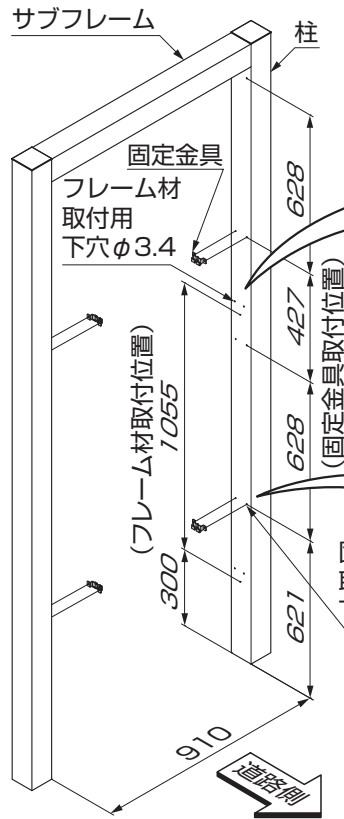 サブフレーム
柱
固定金具
フレーム材
取付用
下穴φ3.4
628
427
(固定金具取付位置)
628
621
1055
(フレーム材取付位置)
300
910
道路側